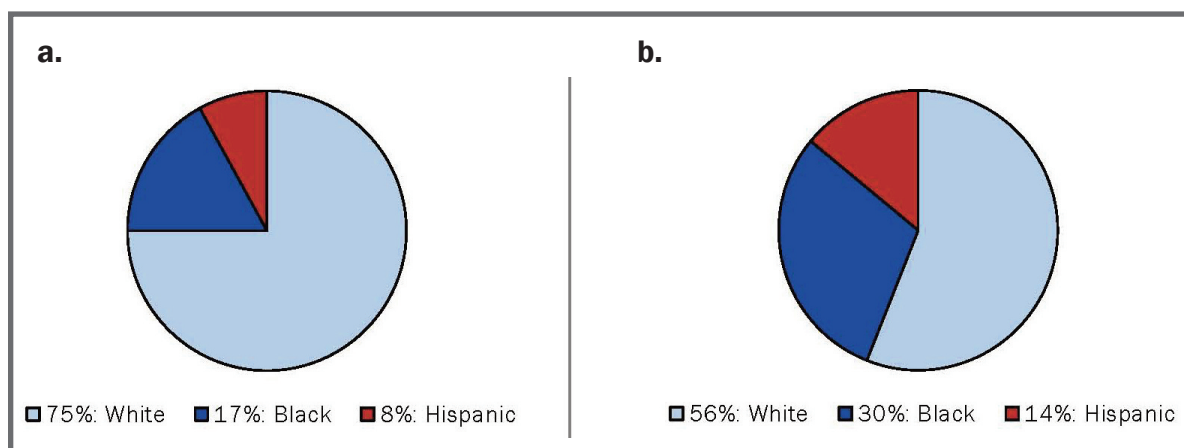 a.
b.
75%: White 17%: Black 8%: Hispanic
56%: White 30%: Black 14%: Hispanic